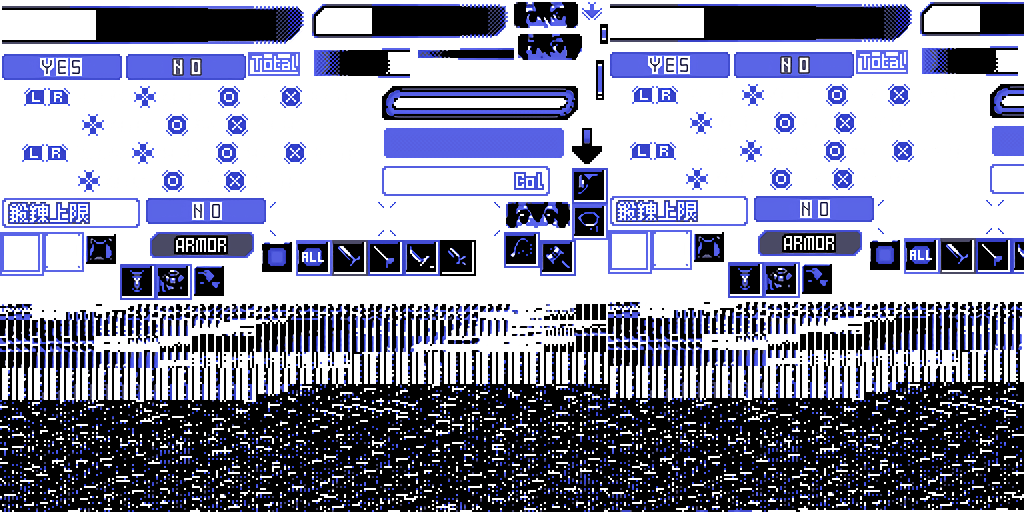 YES NO Total YES NO Total
L R L R
L R L R
Col
鍛錬上限 NO 鍛錬上限 NO
ARMOR ARMOR
ALL ALL